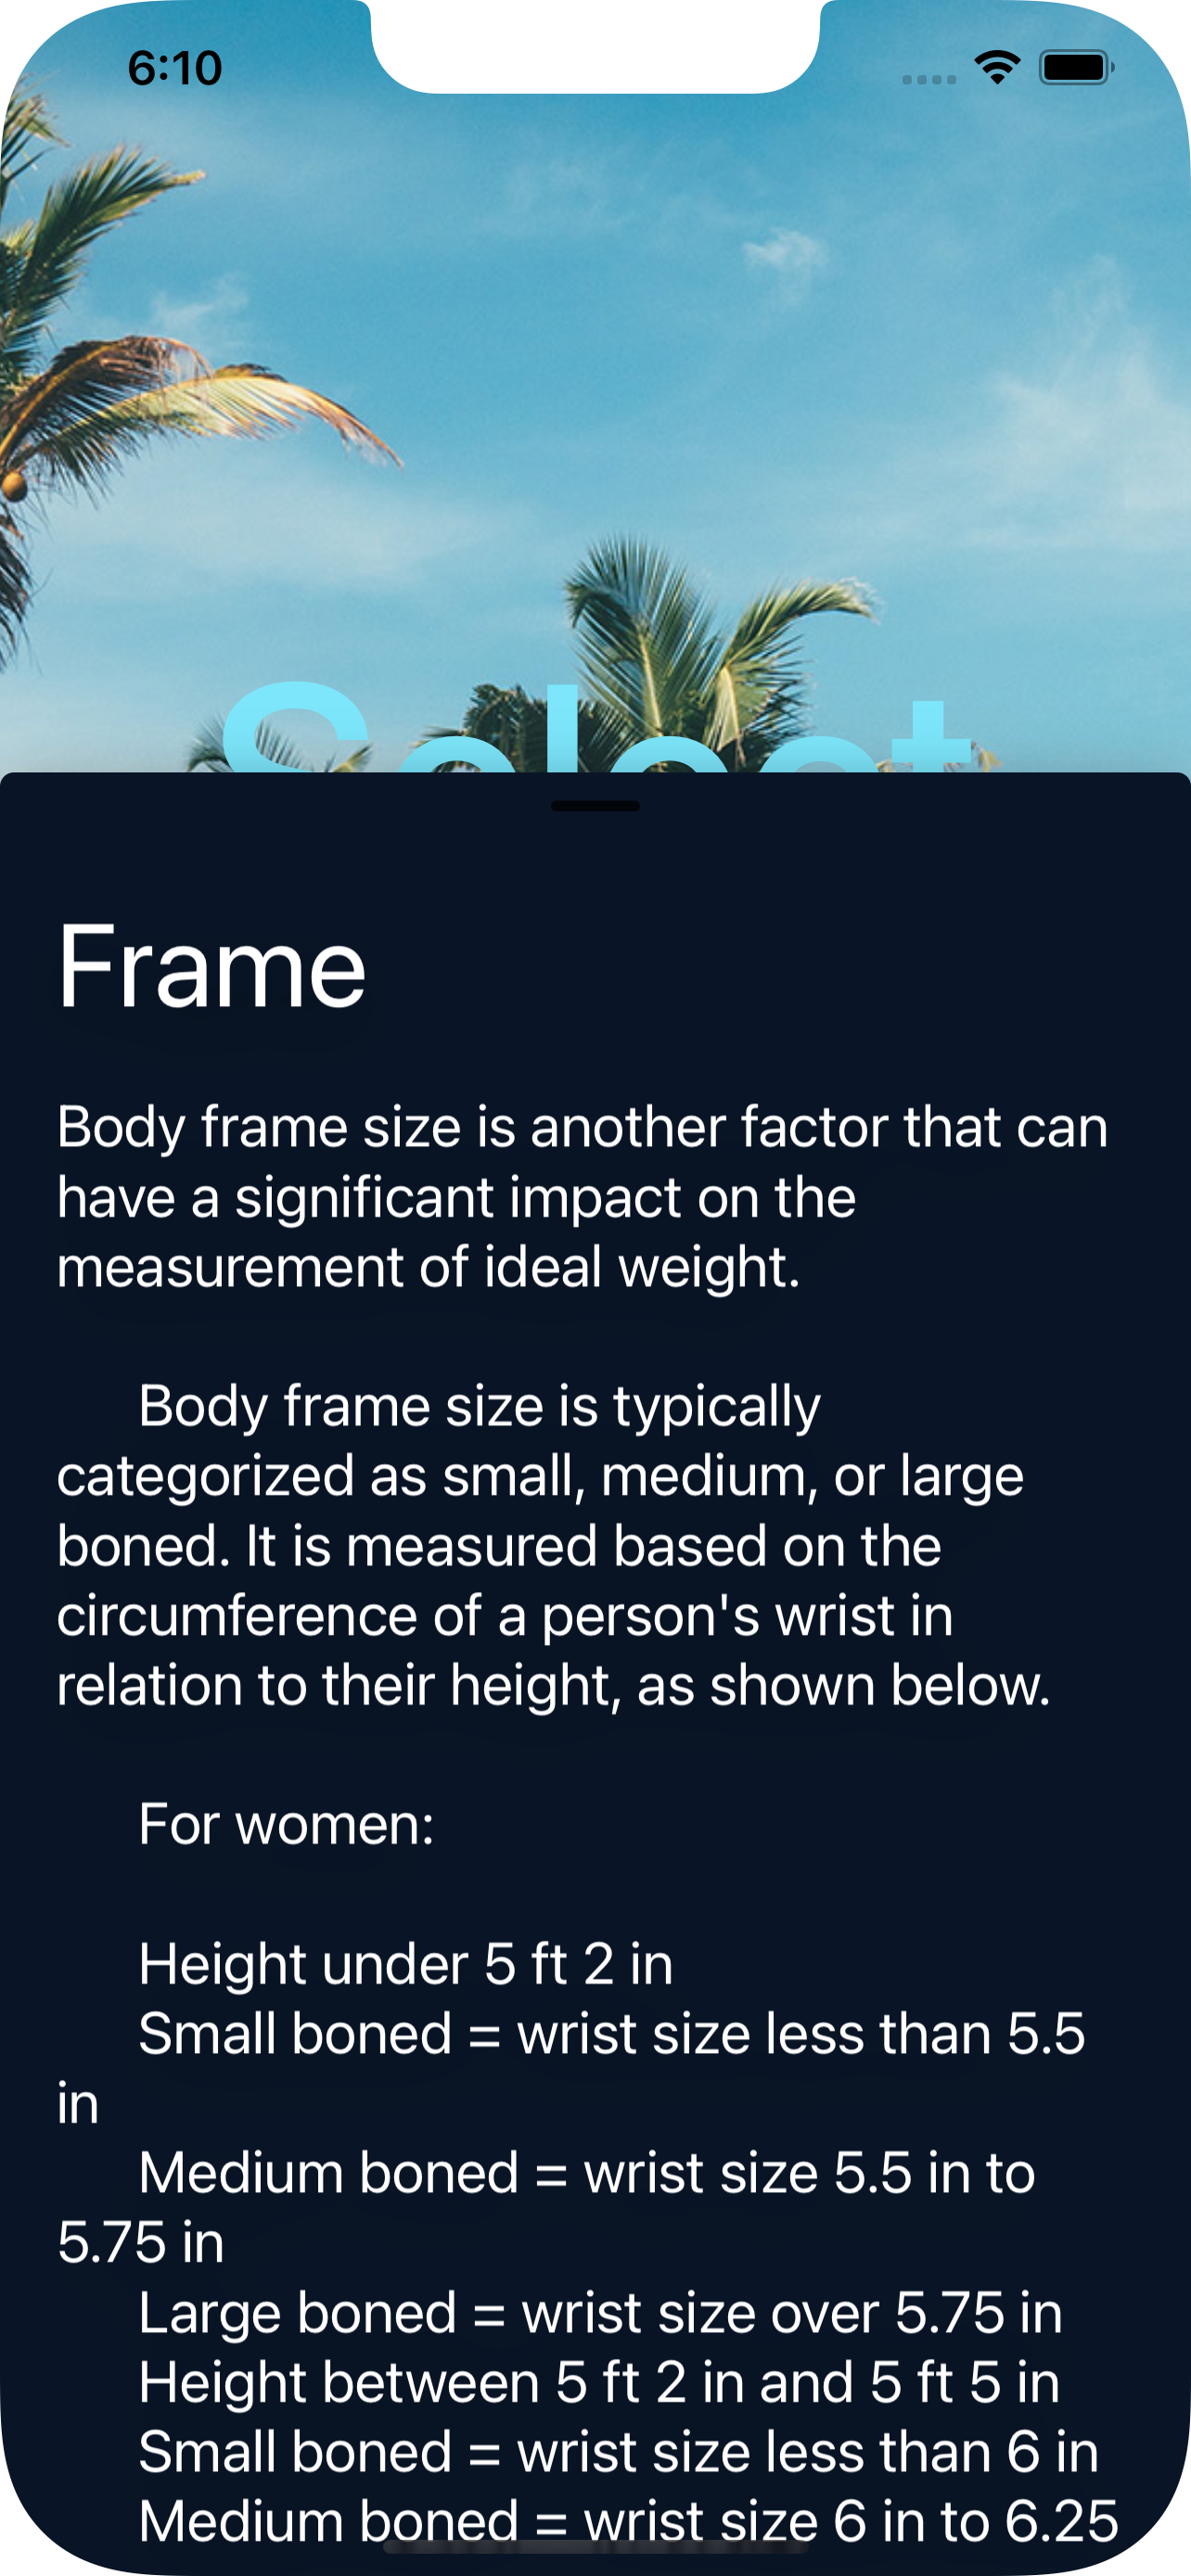 6:10
Select
Frame
Body frame size is another factor that can
have a significant impact on the
measurement of ideal weight.
Body frame size is typically
categorized as small, medium, or large
boned. It is measured based on the
circumference of a person's wrist in
relation to their height, as shown below.
For women:
Height under 5 ft 2 in
Small boned = wrist size less than 5.5
in
Medium boned = wrist size 5.5 in to
5.75 in
Large boned = wrist size over 5.75 in
Height between 5 ft 2 in and 5 ft 5 in
Small boned = wrist size less than 6 in
Medium boned = wrist size 6 in to 6.25